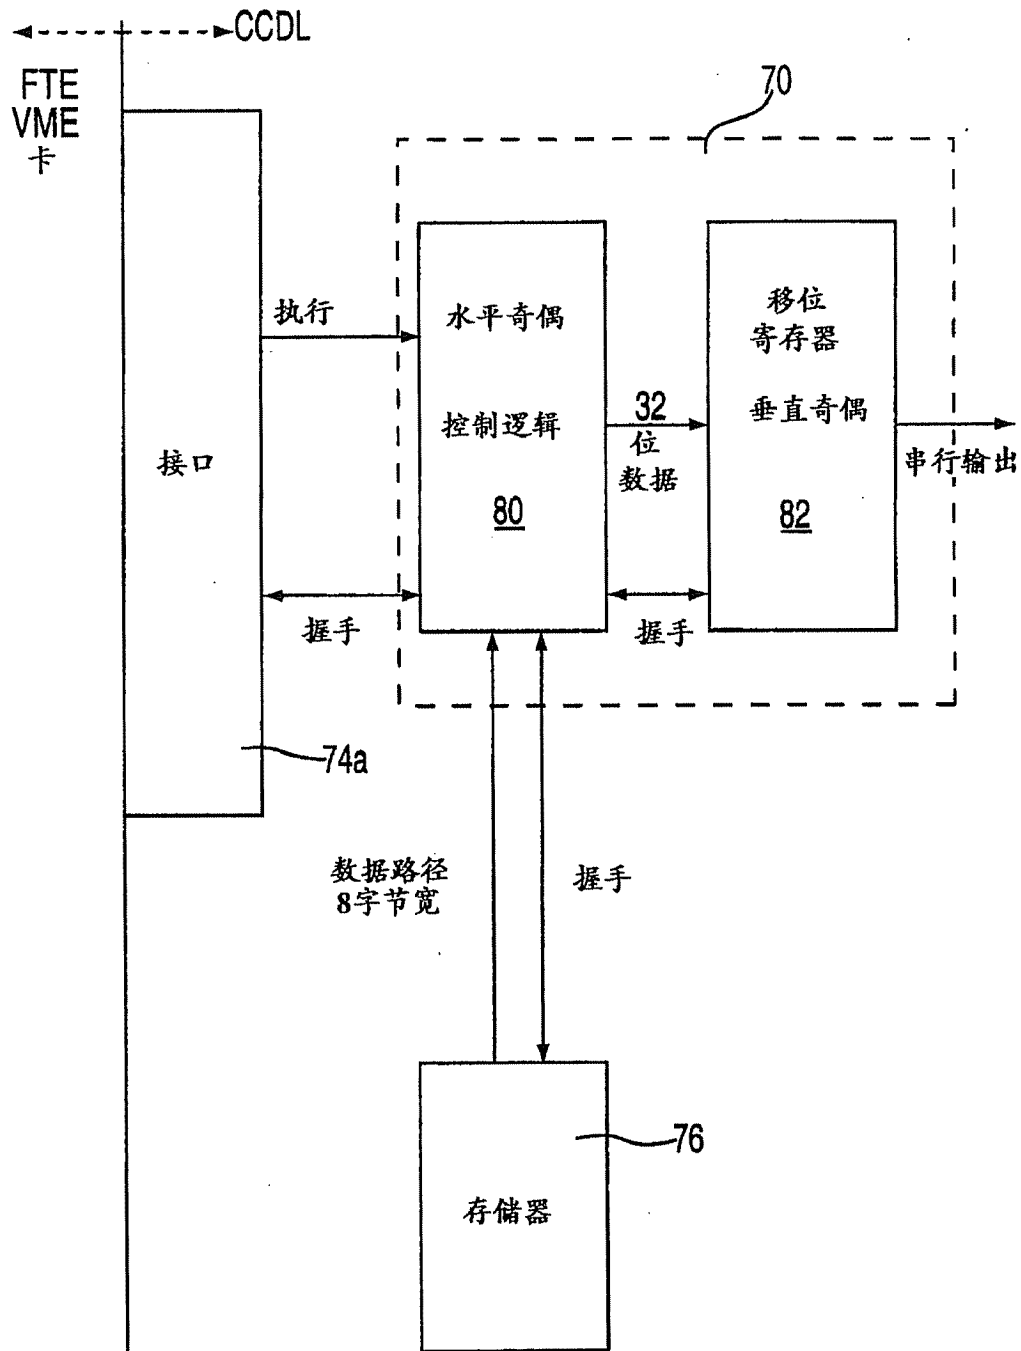 CCDL
FTE
VME
卡
70
执行
水平奇偶
控制逻辑
80
移位
寄存器
垂直奇偶
82
32
位
数据
串行输出
接口
握手
握手
74a
数据路径
8字节宽
握手
76
存储器